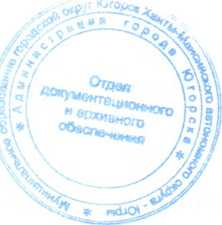 Муниципальное образование городской округ Югорск Ханты-Мансийского автономного округа - Югры
* Администрация города Югорска *
Отдел
документационного
и архивного
обеспечения